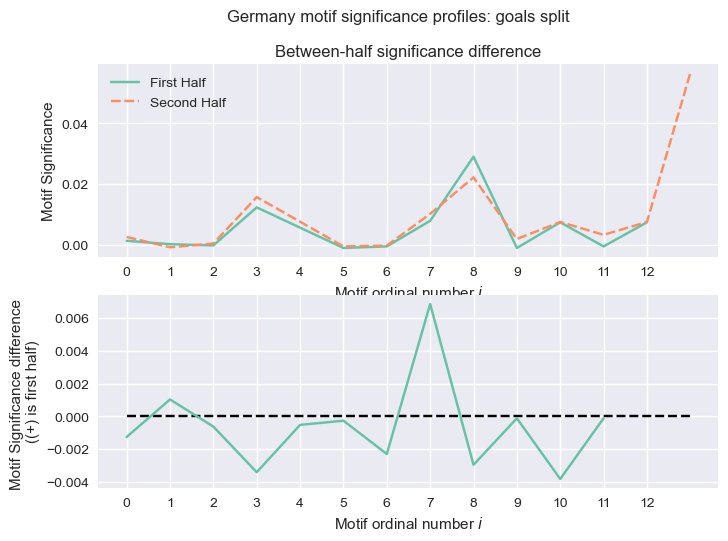 Germany motif significance profiles: goals split
Between-half significance difference
First Half
Second Half
Motif Significance
0.04
0.02
0.00
0 1 2 3 4 5 6 7 8 9 10 11 12
Motif ordinal number i
Motif Significance difference
((+) is first half)
0.006
0.004
0.002
0.000
−0.002
−0.004
0 1 2 3 4 5 6 7 8 9 10 11 12
Motif ordinal number i